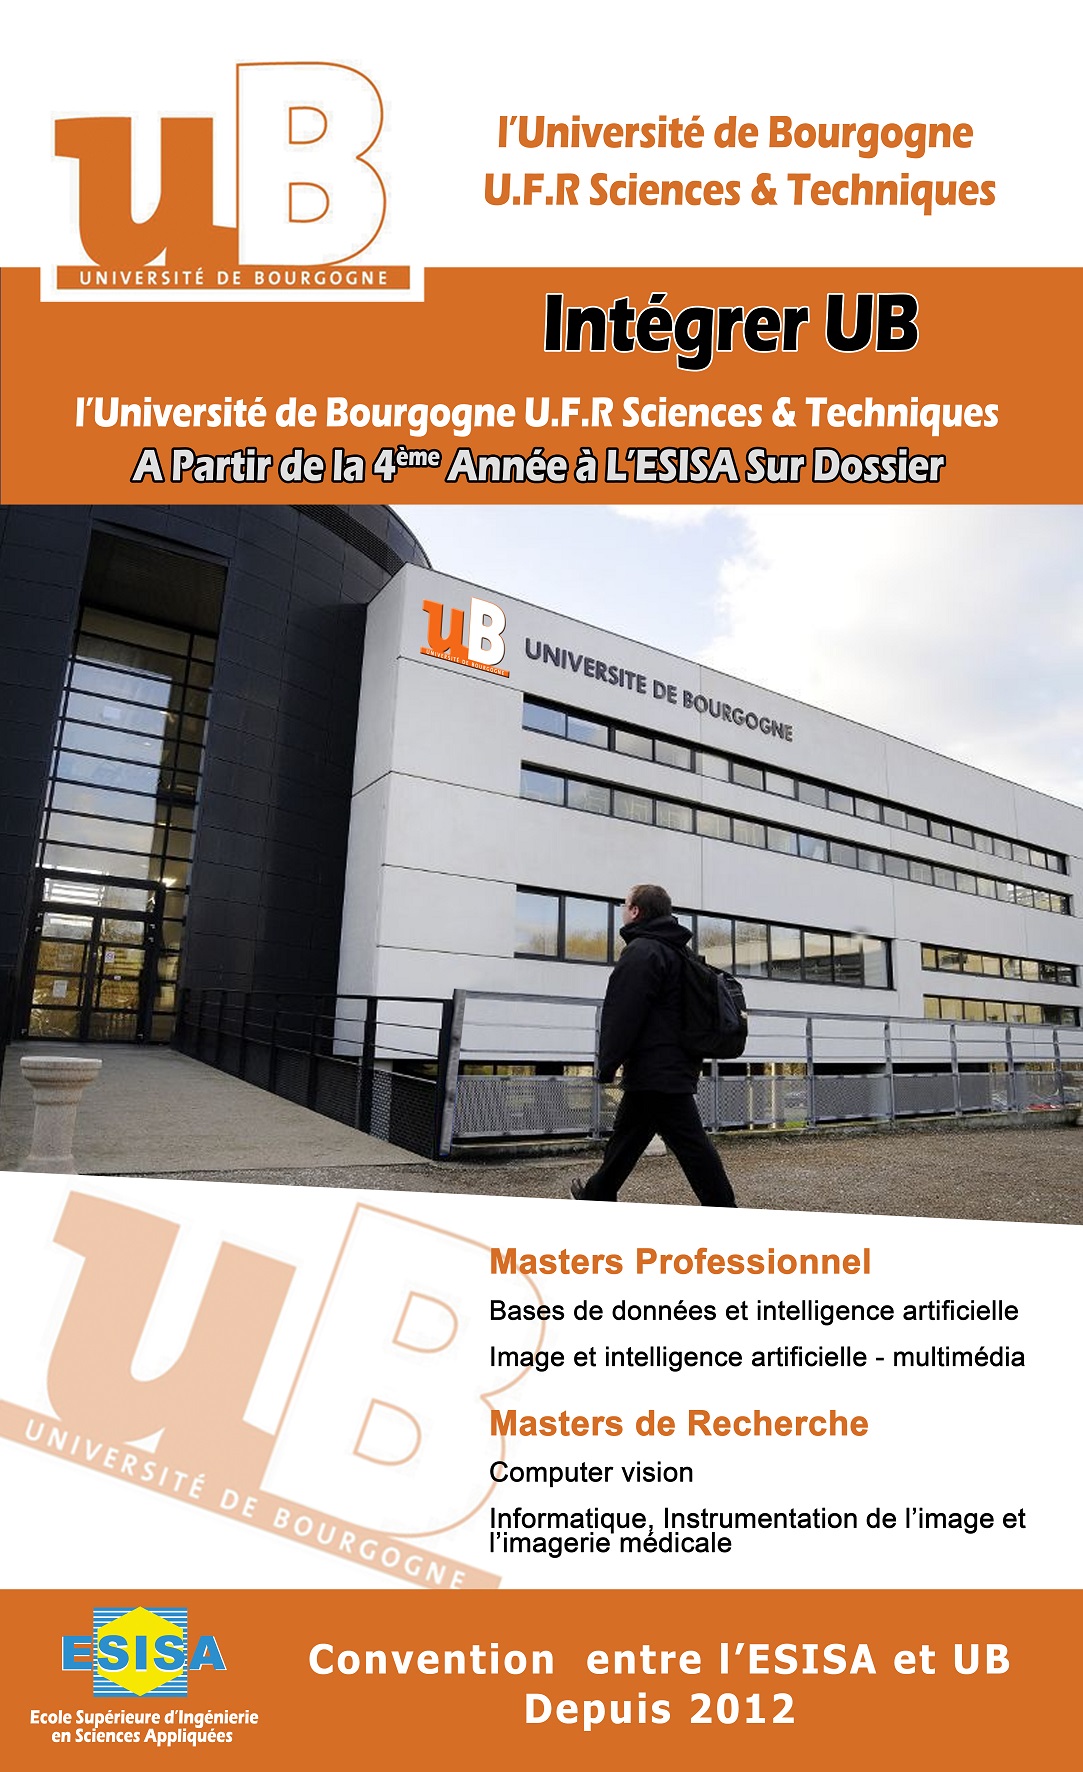 uB
UNIVERSITÉ DE BOURGOGNE
l'Université de Bourgogne
U.F.R Sciences & Techniques
Intégrer UB
l'Université de Bourgogne U.F.R Sciences & Techniques
A Partir de la 4ème Année à L'ESISA Sur Dossier
uB
UNIVERSITÉ DE BOURGOGNE
UNIVERSITE DE BOURGOGNE
uB
UNIVERSITÉ DE BOURGOGNE
Masters Professionnel
Bases de données et intelligence artificielle
Image et intelligence artificielle - multimédia
Masters de Recherche
Computer vision
Informatique, Instrumentation de l'image et
l'imagerie médicale
ESISA
Ecole Supérieure d'Ingénierie
en Sciences Appliquées
Convention entre l'ESISA et UB
Depuis 2012